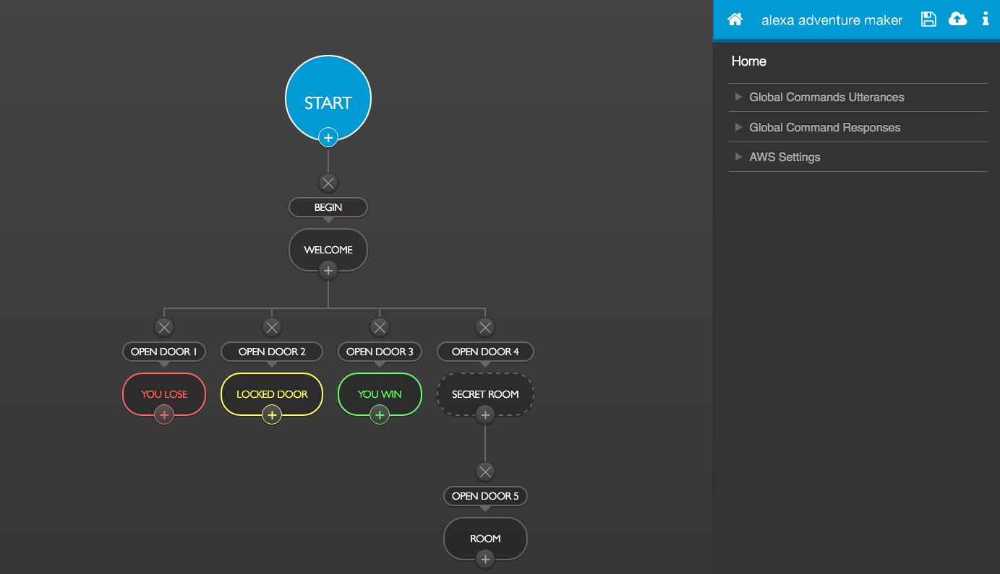 alexa adventure maker
Home
Global Commands Utterances
Global Command Responses
AWS Settings
START
BEGIN
WELCOME
OPEN DOOR 1 OPEN DOOR 2 OPEN DOOR 3 OPEN DOOR 4
YOU LOSE LOCKED DOOR YOU WIN SECRET ROOM
OPEN DOOR 5
ROOM